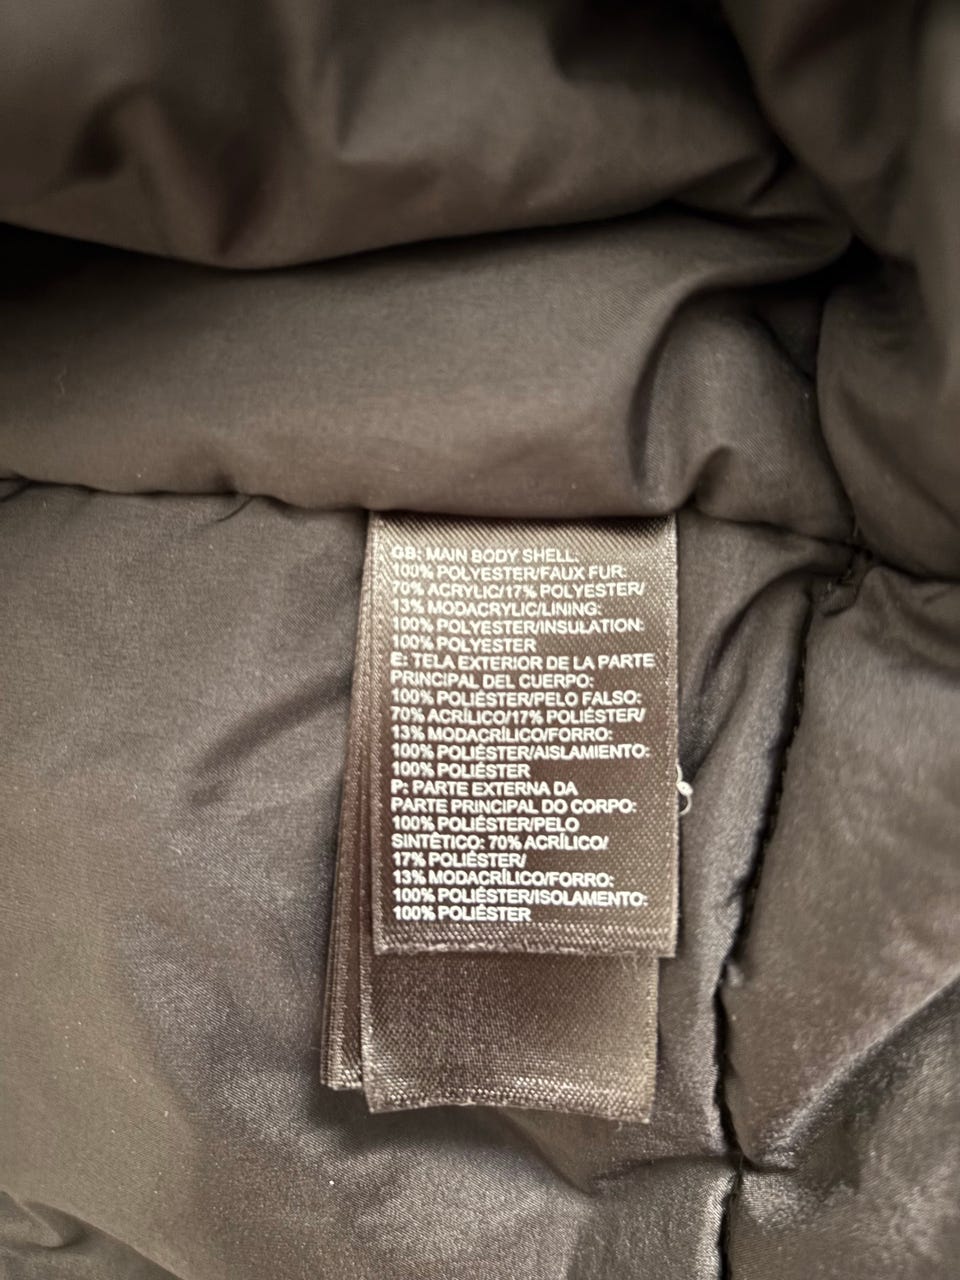 GB: MAIN BODY SHELL:
100% POLYESTER/FAUX FUR:
70% ACRYLIC/17% POLYESTER/
13% MODACRYLIC/LINING:
100% POLYESTER/INSULATION:
100% POLYESTER
E: TELA EXTERIOR DE LA PARTE
PRINCIPAL DEL CUERPO:
100% POLIÉSTER/PELO FALSO:
70% ACRÍLICO/17% POLIÉSTER/
13% MODACRÍLICO/FORRO:
100% POLIÉSTER/AISLAMIENTO:
100% POLIÉSTER
P: PARTE EXTERNA DA
PARTE PRINCIPAL DO CORPO:
100% POLIÉSTER/PELO
SINTÉTICO: 70% ACRÍLICO/
17% POLIÉSTER/
13% MODACRÍLICO/FORRO:
100% POLIÉSTER/ISOLAMENTO:
100% POLIÉSTER